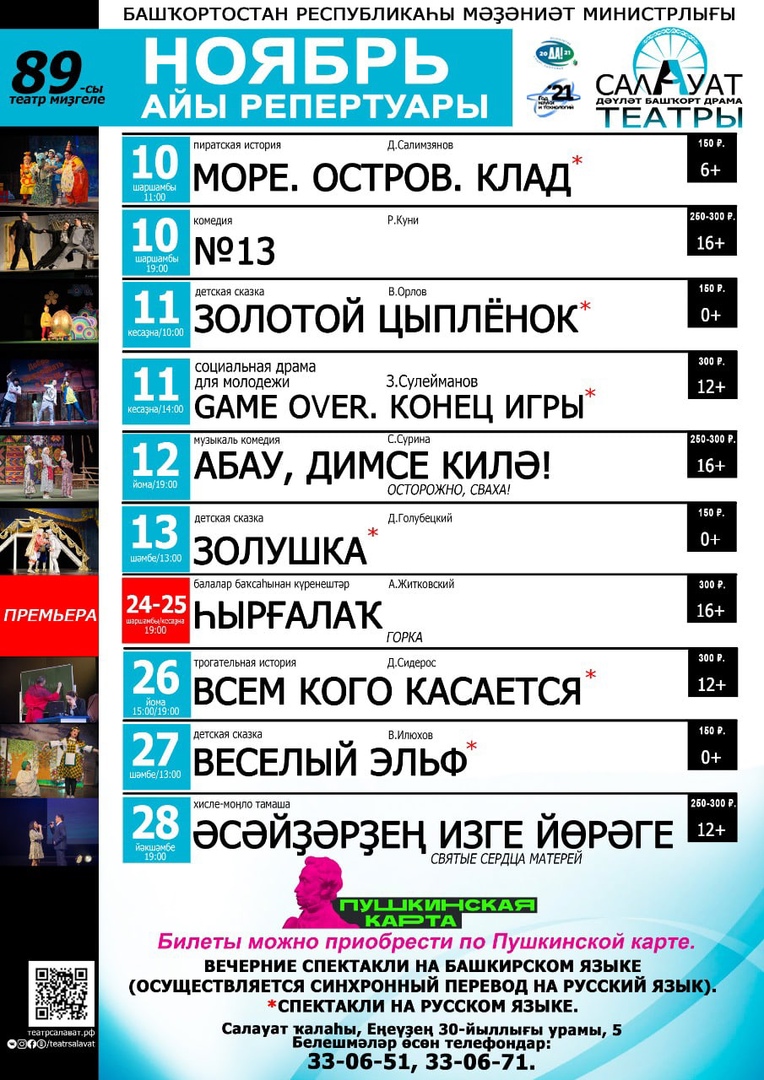 БАШҠОРТОСТАН РЕСПУБЛИКАҺЫ МӘҘӘНИӘТ МИНИСТРЛЫҒЫ
89-сы
театр миҙгеле
НОЯБРЬ
АЙЫ РЕПЕРТУАРЫ
ДА! 21
Год науки и технологий 21
САЛАУАТ
ДӘҮЛӘТ БАШҠОРТ ДРАМА
ТЕАТРЫ
10
шаршамбы
11:00
пиратская история Д.Салимзянов
МОРЕ. ОСТРОВ. КЛАД*
150 ₽.
6+
10
шаршамбы
19:00
комедия Р.Куни
№13
250-300 ₽.
16+
11
кесаҙна/10:00
детская сказка В.Орлов
ЗОЛОТОЙ ЦЫПЛЁНОК*
150 ₽.
0+
11
кесаҙна/14:00
социальная драма
для молодежи З.Сулейманов
GAME OVER. КОНЕЦ ИГРЫ*
300 ₽.
12+
12
йома/19:00
музыкаль комедия С.Сурина
АБАУ, ДИМСЕ КИЛӘ!
ОСТОРОЖНО, СВАХА!
250-300 ₽.
16+
13
шәмбе/13:00
детская сказка Д.Голубецкий
ЗОЛУШКА*
150 ₽.
0+
ПРЕМЬЕРА
24-25
шаршамбы/кесаҙна
19:00
балалар баҡсаһынан күренештәр А.Житковский
ҺЫРҒАЛАҠ
ГОРКА
300 ₽.
16+
26
йома
15:00/19:00
трогательная история Д.Сидерос
ВСЕМ КОГО КАСАЕТСЯ*
300 ₽.
12+
27
шәмбе/13:00
детская сказка В.Илюхов
ВЕСЕЛЫЙ ЭЛЬФ*
150 ₽.
0+
28
йәкшәмбе
19:00
хисле-моңло тамаша
ӘСӘЙҘӘРҘЕҢ ИЗГЕ ЙӨРӘГЕ
СВЯТЫЕ СЕРДЦА МАТЕРЕЙ
250-300 ₽.
12+
ПУШКИНСКАЯ
КАРТА
Билеты можно приобрести по Пушкинской карте.
ВЕЧЕРНИЕ СПЕКТАКЛИ НА БАШКИРСКОМ ЯЗЫКЕ
(ОСУЩЕСТВЛЯЕТСЯ СИНХРОННЫЙ ПЕРЕВОД НА РУССКИЙ ЯЗЫК).
*СПЕКТАКЛИ НА РУССКОМ ЯЗЫКЕ.
театрсалават.рф
/teatrsalavat
Салауат ҡалаһы, Еңеүҙең 30-йыллығы урамы, 5
Белешмәләр өсөн телефондар:
33-06-51, 33-06-71.